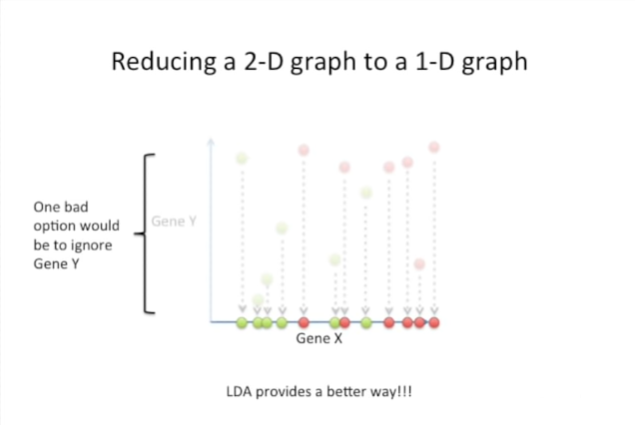 Reducing a 2-D graph to a 1-D graph
One bad
option would
be to ignore
Gene Y
Gene Y
Gene X
LDA provides a better way!!!